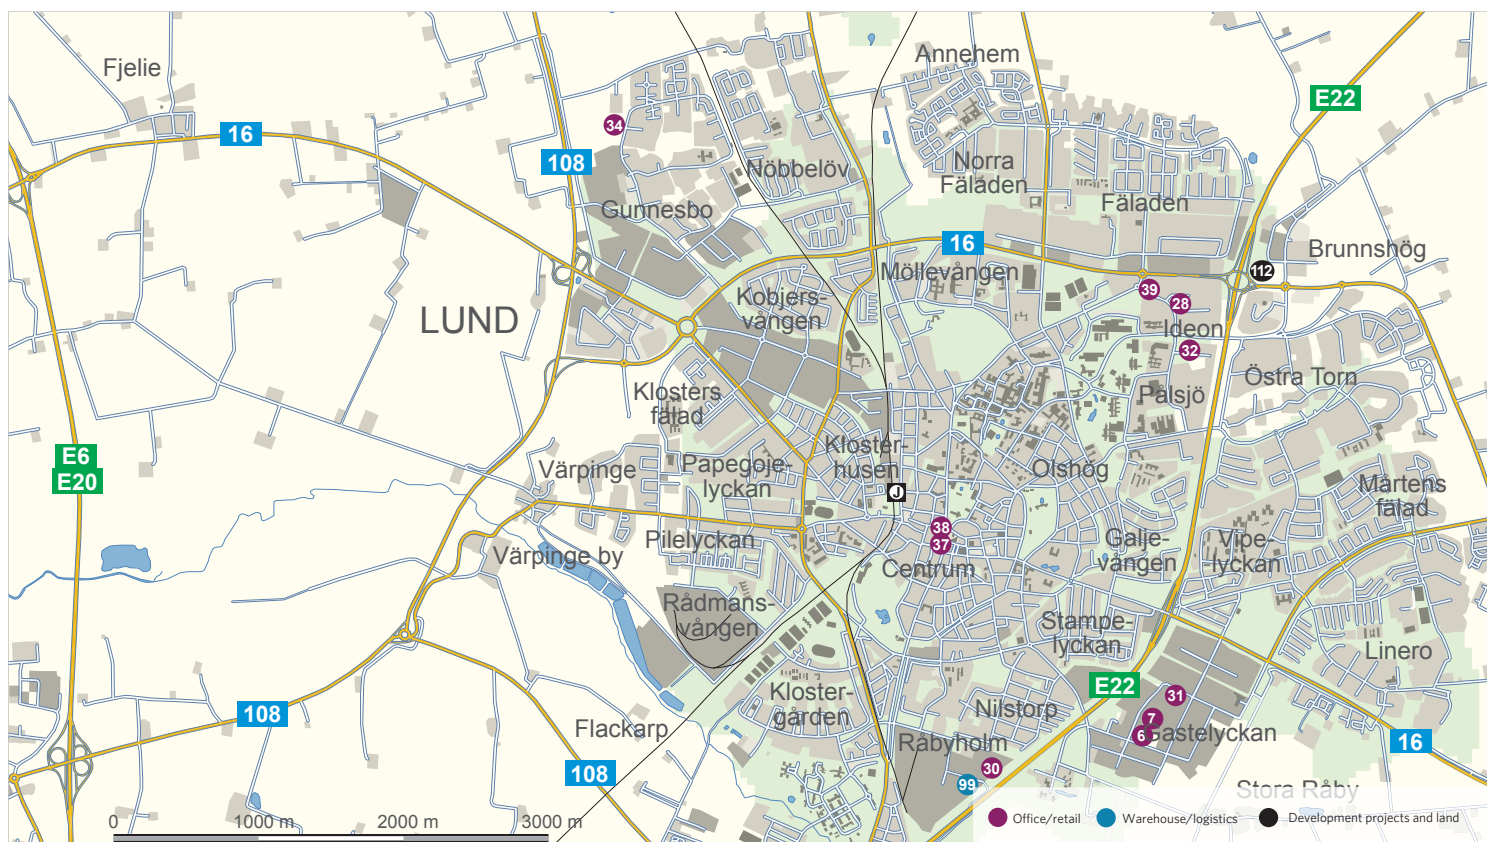 Fjelie
Annehem
E22
34
16
108
Nöbbelöv
Norra
Fäladen
Fäladen
Gunnesbo
16
Brunnshög
Möllevången
112
39
28
Kobjers-
vången
LUND
Ideon
32
Klosters
fälad
Pålsjö
Östra Torn
E6
E20
Värpinge
Papegoje-
lyckan
Kloster-
husen
Olshög
Mårtens
fälad
J
38
37
Pilelyckan
Värpinge by
Centrum
Galje-
vången
Vipe-
lyckan
Rådmans-
vången
Stampe-
lyckan
Linero
E22
31
108
Kloster-
gården
Nilstorp
7
6
Gastelyckan
Flackarp
Råbyholm
16
30
108
99
Stora Råby
0
1000 m
2000 m
3000 m
Office/retail
Warehouse/logistics
Development projects and land